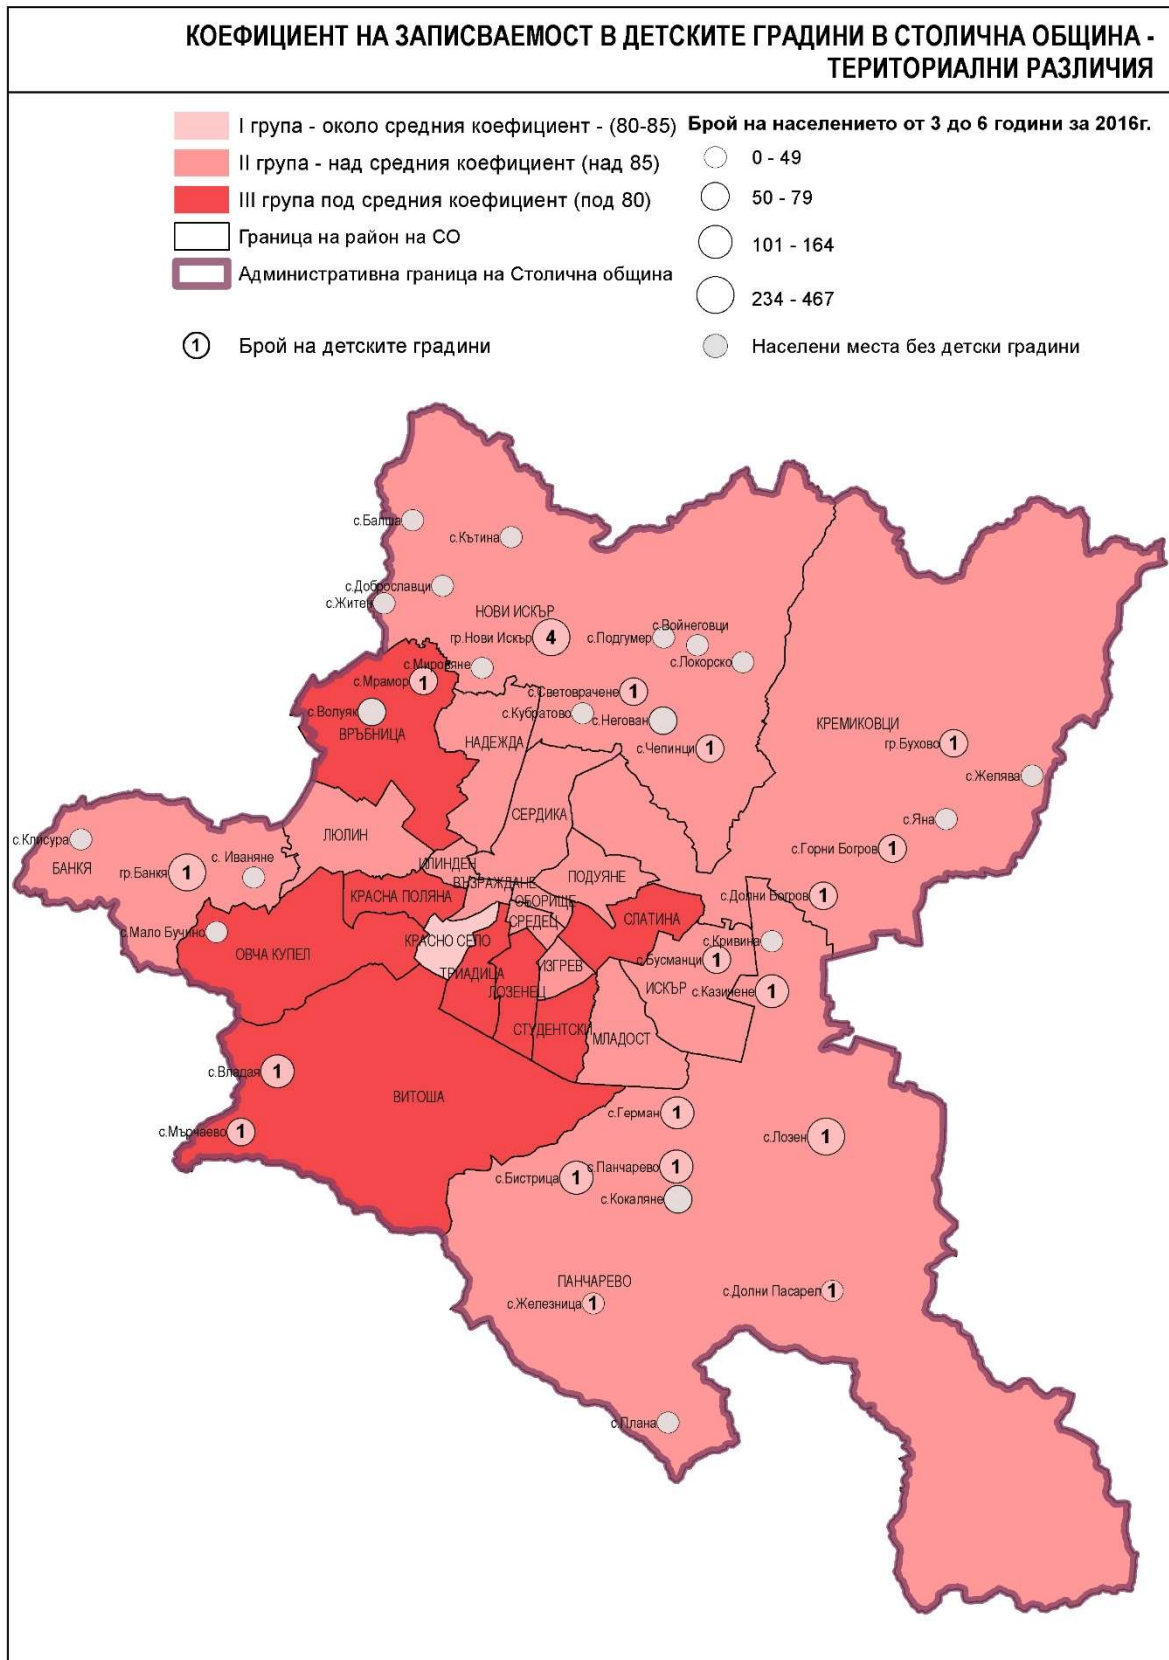 КОЕФИЦИЕНТ НА ЗАПИСВАЕМОСТ В ДЕТСКИТЕ ГРАДИНИ В СТОЛИЧНА ОБЩИНА -
ТЕРИТОРИАЛНИ РАЗЛИЧИЯ
I група - около средния коефициент - (80-85)
II група - над средния коефициент (над 85)
III група под средния коефициент (под 80)
Граница на район на СО
Административна граница на Столична община
1 Брой на детските градини
Брой на населението от 3 до 6 години за 2016г.
0 - 49
50 - 79
101 - 164
234 - 467
Населени места без детски градини
с.Балша
с.Кътина
с.Доброславци
с.Житен
НОВИ ИСКЪР
гр.Нови Искър 4
с.Подгумер
с.Войнеговци
с.Локорско
с.Мировяне
с.Мрамор 1
с.Световрачене 1
с.Волуяк
ВРЪБНИЦА
с.Кубратово
с.Негован
НАДЕЖДА
с.Чепинци 1
КРЕМИКОВЦИ
гр.Бухово 1
с.Желява
с.Яна
с.Горни Богров 1
с.Долни Богров 1
СЕРДИКА
ЛЮЛИН
с.Клисура
БАНКЯ
гр.Банкя 1
с. Иваняне
ИЛИНДЕН
ВЪЗРАЖДАНЕ
ПОДУЯНЕ
КРАСНА ПОЛЯНА
ОБОРИЩЕ
СРЕДЕЦ
СЛАТИНА
с.Мало Бучино
ОВЧА КУПЕЛ
КРАСНО СЕЛО
с.Кривина
ТРИАДИЦА
ИЗГРЕВ
с.Бусманци 1
ЛОЗЕНЕЦ
ИСКЪР
с.Казичене 1
СТУДЕНТСКИ
МЛАДОСТ
с.Владая 1
ВИТОША
с.Мърчаево 1
с.Герман 1
с.Лозен 1
с.Панчарево 1
с.Бистрица 1
с.Кокаляне
ПАНЧАРЕВО
с.Железница 1
с.Долни Пасарел 1
с.Плана